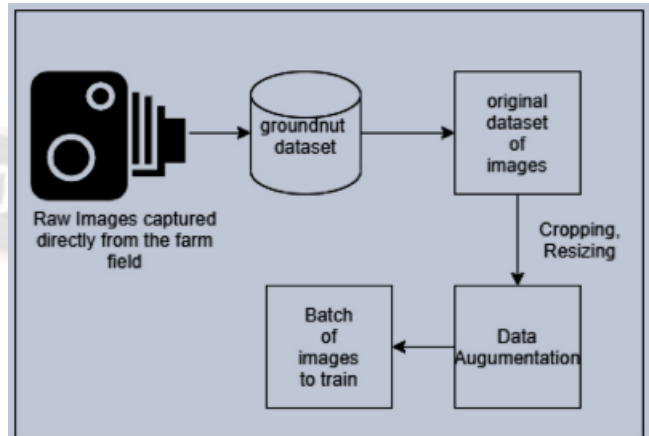 Raw Images captured
directly from the farm
field
groundnut
dataset
original
dataset
of
images
Cropping,
Resizing
Data
Augumentation
Batch
of
images
to train